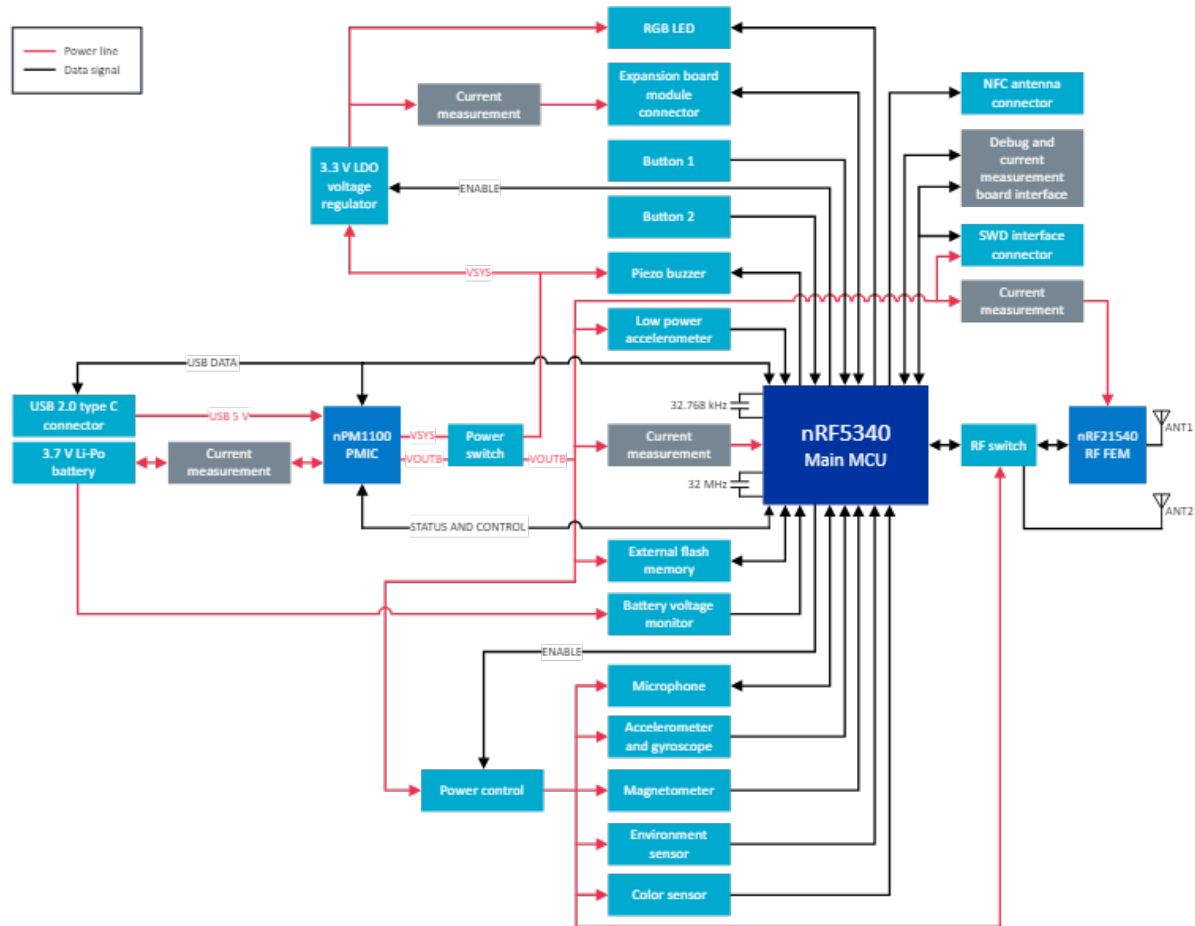 Power line
Data signal
RGB LED
Current
measurement
Expansion board
module
connector
NFC antenna
connector
3.3 V LDO
voltage
regulator
Button 1
Debug and
current
measurement
board interface
ENABLE
Button 2
SWD interface
connector
VSYS
Piezo buzzer
Current
measurement
Low power
accelerometer
USB DATA
USB 2.0 type C
connector
USB 5 V
nPM1100
PMIC
VSYS
VOUTB
Power
switch
VOUTB
Current
measurement
32.768 kHz
32 MHz
nRF5340
Main MCU
RF switch
nRF21540
RF FEM
ANT1
ANT2
3.7 V Li-Po
battery
Current
measurement
STATUS AND CONTROL
External flash
memory
Battery voltage
monitor
ENABLE
Microphone
Accelerometer
and gyroscope
Power control
Magnetometer
Environment
sensor
Color sensor